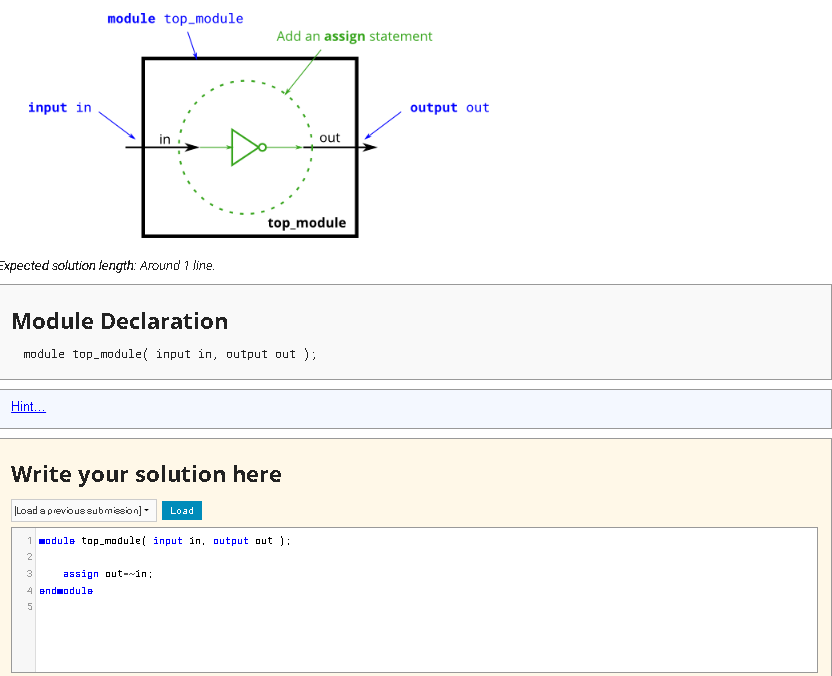 module top_module
Add an assign statement
input in
output out
in
out
top_module
Expected solution length: Around 1 line.
Module Declaration
module top_module( input in, output out );
Hint...
Write your solution here
[Load a previous submission]
Load
1 module top_module( input in, output out );
2
3 assign out=~in;
4 endmodule
5